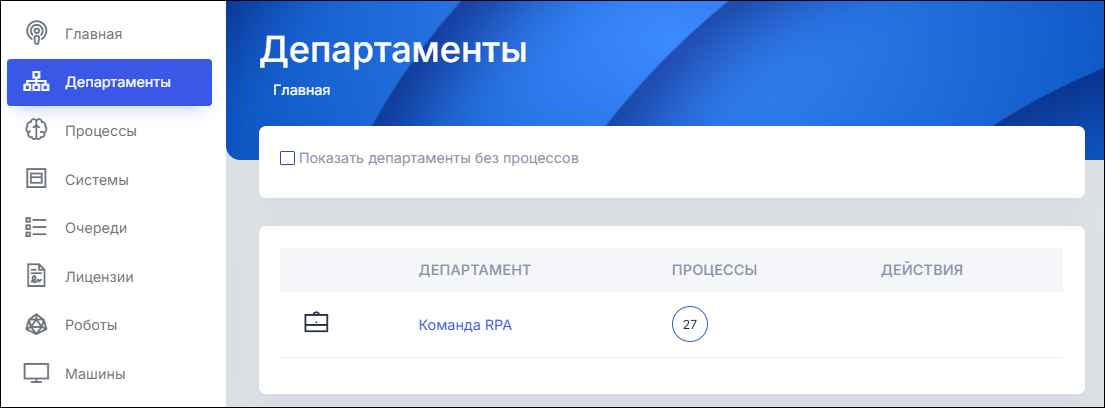 Главная
Департаменты
Процессы
Системы
Очереди
Лицензии
Роботы
Машины
Департаменты
Главная
Показать департаменты без процессов
ДЕПАРТАМЕНТ ПРОЦЕССЫ ДЕЙСТВИЯ
Команда RPA 27